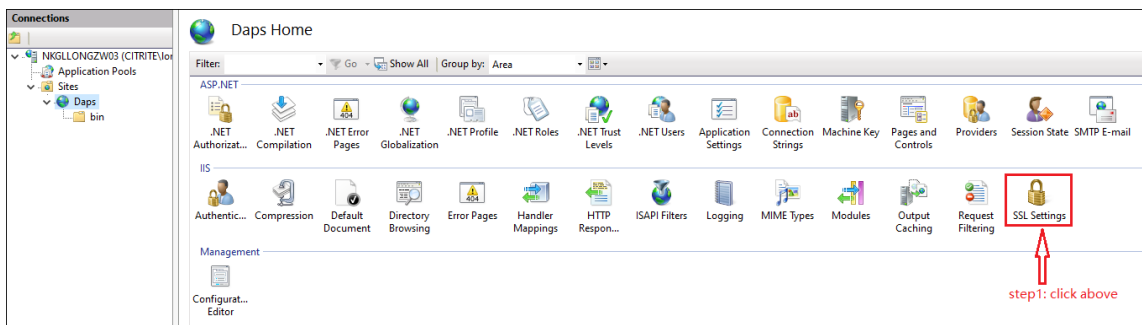 Connections
Daps Home
NKGLLONGZW03 (CITRITE\lor
Application Pools
Sites
Daps
bin
Filter: Go Show All Group by: Area
ASP.NET
.NET Authorizat...
.NET Compilation
.NET Error Pages
.NET Globalization
.NET Profile
.NET Roles
.NET Trust Levels
.NET Users
Application Settings
Connection Strings
Machine Key
Pages and Controls
Providers
Session State
SMTP E-mail
IIS
Authentic...
Compression
Default Document
Directory Browsing
Error Pages
Handler Mappings
HTTP Respon...
ISAPI Filters
Logging
MIME Types
Modules
Output Caching
Request Filtering
SSL Settings
Management
Configurat... Editor
step1: click above